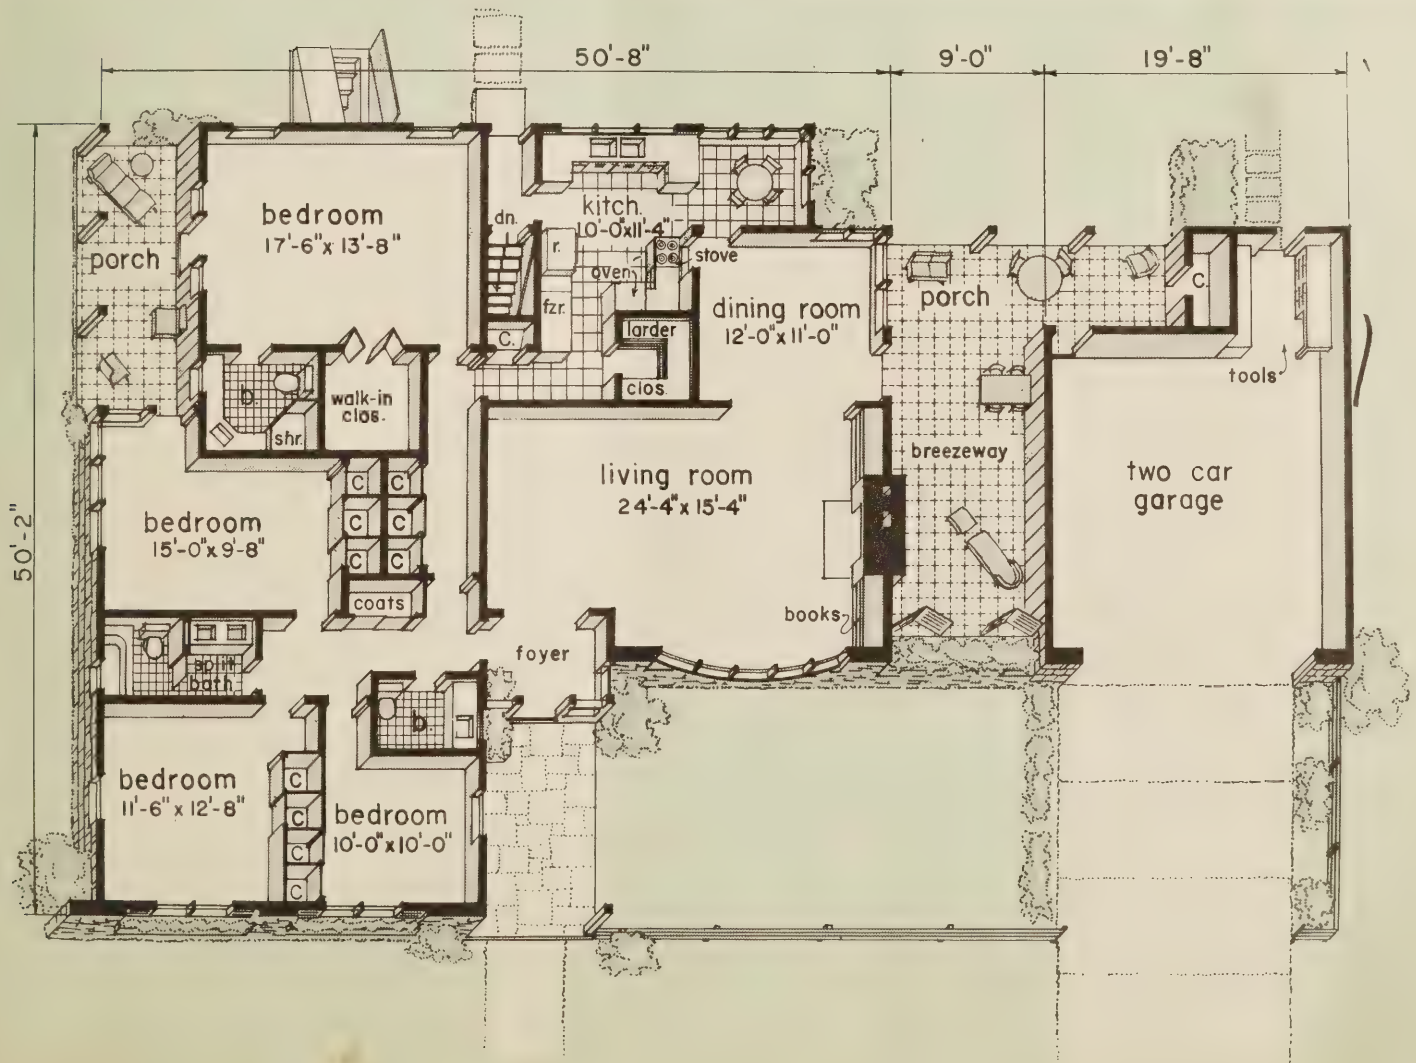 50'-8"
9'-0"
19'-8"
50'-2"
bedroom
17'-6" x 13'-8"
porch
dn.
kitch.
10'-0"x11'-4"
r.
oven
stove
fzr.
C.
larder
clos.
dining room
12'-0"x11'-0"
porch
C.
tools
b.
shr.
walk-in
clos.
bedroom
15'-0"x9'-8"
C
C
C
C
C
C
coats
living room
24'-4"x 15'-4"
books
breezeway
two car
garage
split
bath
foyer
b.
bedroom
11'-6" x 12'-8"
C
C
C
C
bedroom
10'-0"x10'-0"